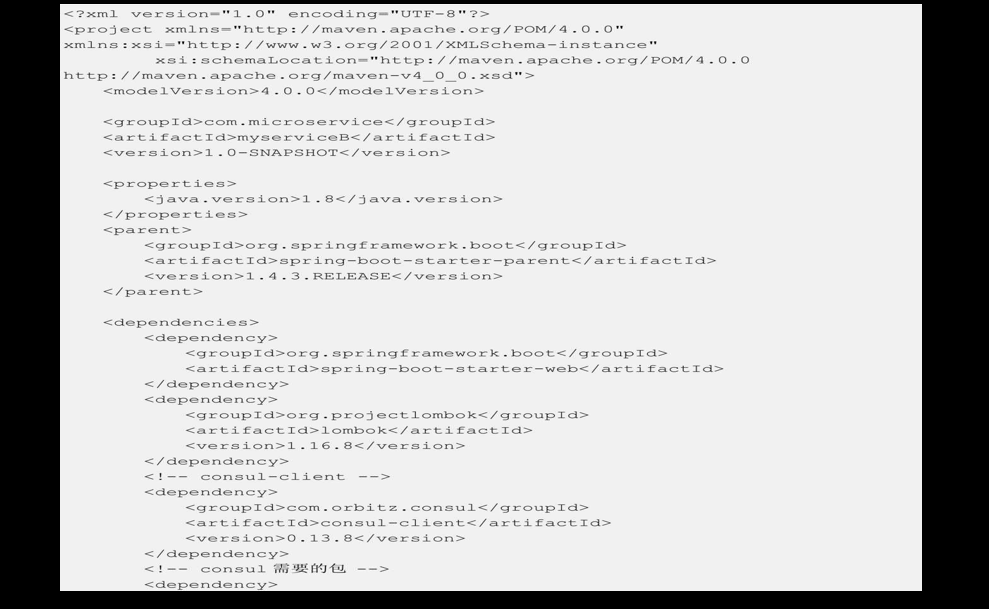 <?xml version="1.0" encoding="UTF-8"?>
<project xmlns="http://maven.apache.org/POM/4.0.0"
xmlns:xsi="http://www.w3.org/2001/XMLSchema-instance"
xsi:schemaLocation="http://maven.apache.org/POM/4.0.0
http://maven.apache.org/maven-v4_0_0.xsd">
<modelVersion>4.0.0</modelVersion>
<groupId>com.microservice</groupId>
<artifactId>myserviceB</artifactId>
<version>1.0-SNAPSHOT</version>
<properties>
<java.version>1.8</java.version>
</properties>
<parent>
<groupId>org.springframework.boot</groupId>
<artifactId>spring-boot-starter-parent</artifactId>
<version>1.4.3.RELEASE</version>
</parent>
<dependencies>
<dependency>
<groupId>org.springframework.boot</groupId>
<artifactId>spring-boot-starter-web</artifactId>
</dependency>
<dependency>
<groupId>org.projectlombok</groupId>
<artifactId>lombok</artifactId>
<version>1.16.8</version>
</dependency>
<!-- consul-client -->
<dependency>
<groupId>com.orbitz.consul</groupId>
<artifactId>consul-client</artifactId>
<version>0.13.8</version>
</dependency>
<!-- consul 需要的包 -->
<dependency>